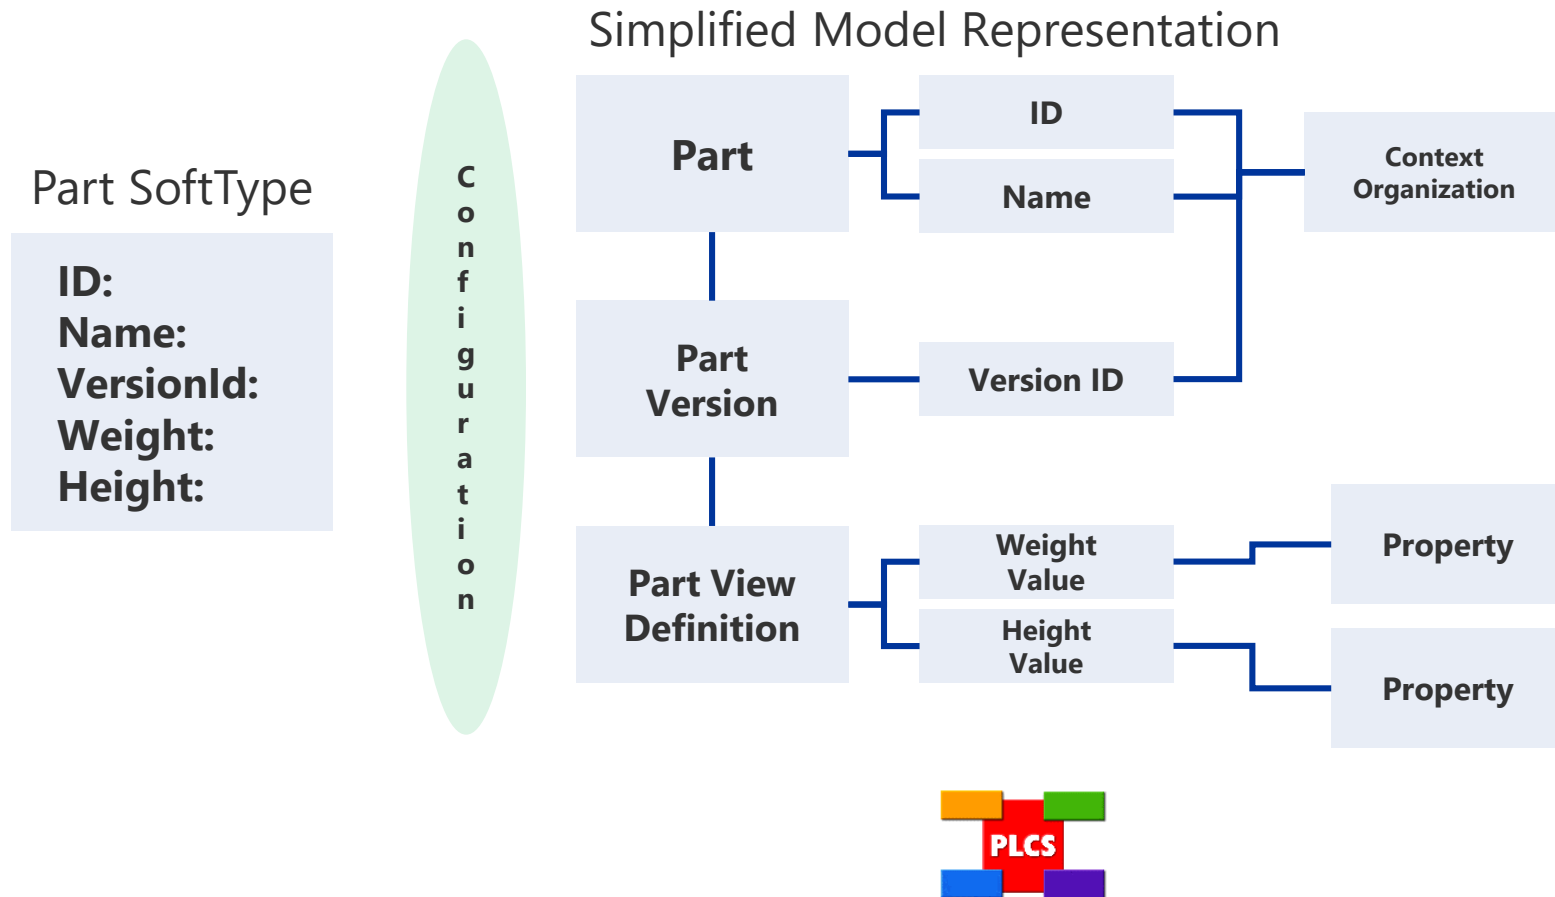 Simplified Model Representation
Part SoftType
ID:
Name:
VersionId:
Weight:
Height:
C
o
n
f
i
g
u
r
a
t
i
o
n
Part
ID
Name
Context
Organization
Part
Version
Version ID
Part View
Definition
Weight
Value
Height
Value
Property
Property
PLCS